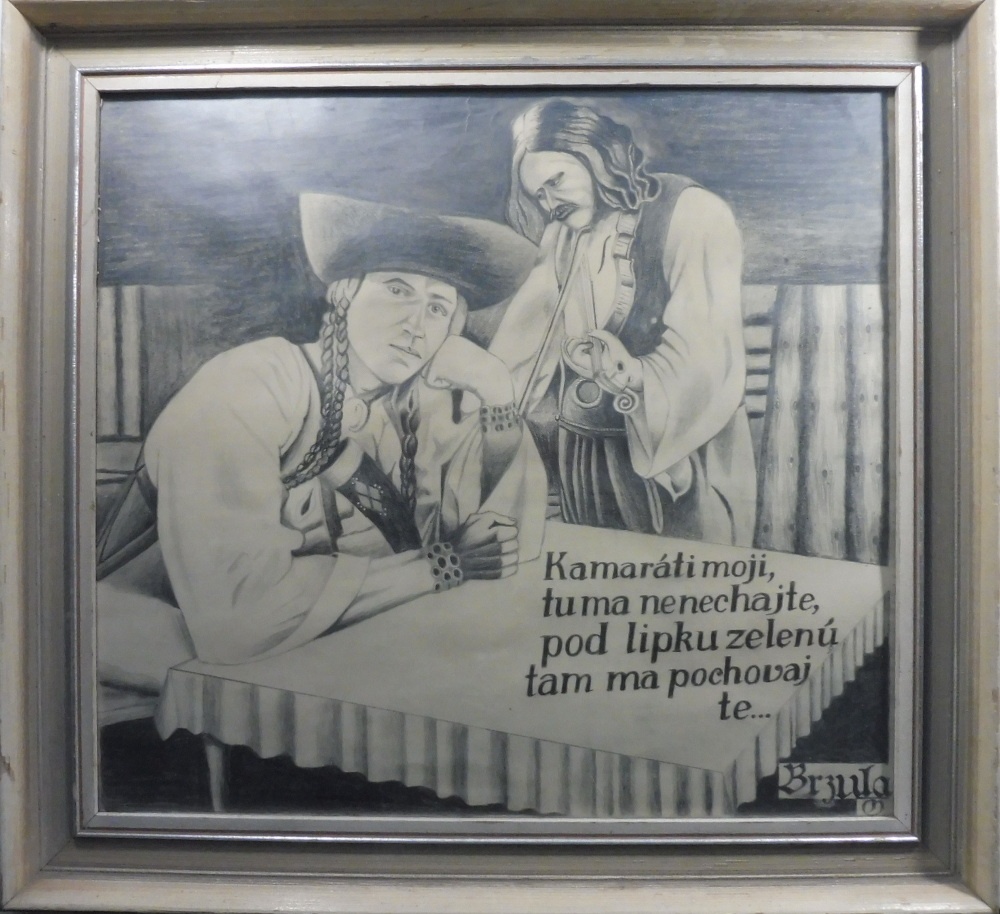 Kamaráti moji,
tu ma nenechajte,
pod lipku zelenú
tam ma pochovaj
te...
Brzula
M